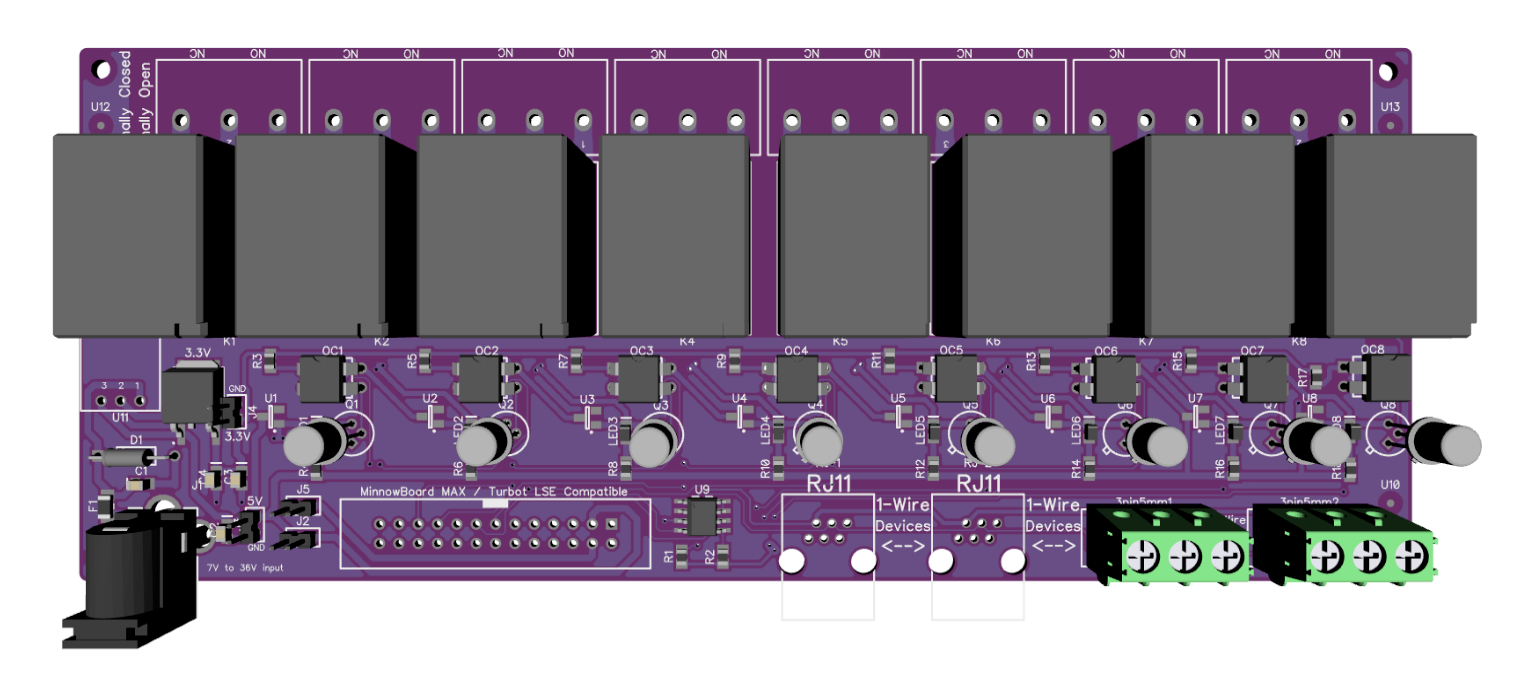 NC NO NC NO NC NO NC NO NC NO NC NO NC NO NC NO
U12
U13
K1 K2 K4 K5 K6 K7 K8
3.3V
R3 OC1 R5 OC2 R7 OC3 R9 OC4 R11 OC5 R13 OC6 R15 OC7 R17 OC8
3 2 1
U11
GND
J4
3.3V
U1 Q1 U2 Q2 U3 Q3 U4 Q4 U5 Q5 U6 Q6 U7 Q7 U8 Q8
LED3 LED4 LED5 LED6 LED7
D1
C1
J1
C3
R6 R8 R10 R12 R14 R16
F1
5V
GND
J5
J2
7V to 36V input
MinnowBoard MAX / Turbot LSE Compatible
U9
R1 R2
RJ11
1-Wire
Devices
<-->
RJ11
1-Wire
Devices
<-->
3pin5mm1
3pin5mm2
U10